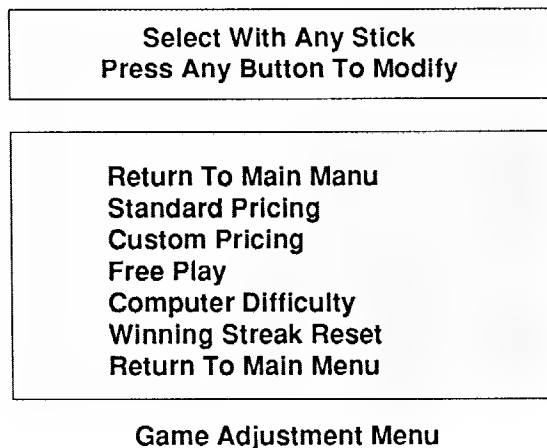 Select With Any Stick
Press Any Button To Modify
Return To Main Manu
Standard Pricing
Custom Pricing
Free Play
Computer Difficulty
Winning Streak Reset
Return To Main Menu
Game Adjustment Menu